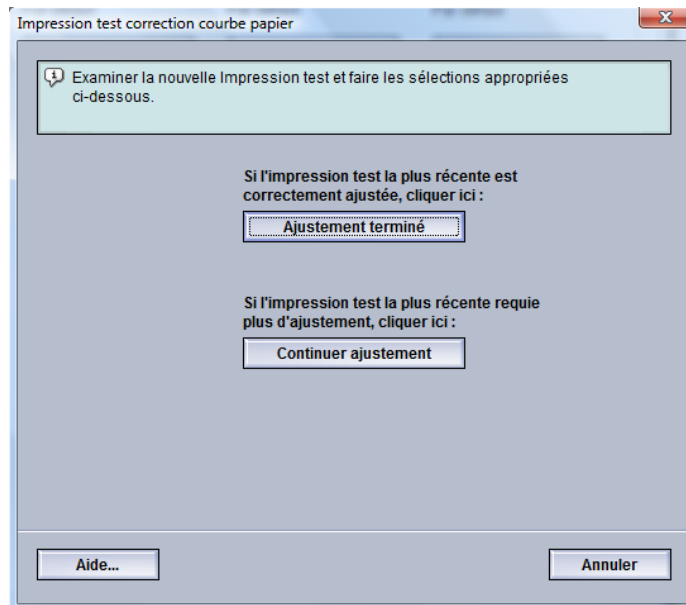 Impression test correction courbe papier
Examiner la nouvelle Impression test et faire les sélections appropriées
ci-dessous.
Si l'impression test la plus récente est
correctement ajustée, cliquer ici :
Ajustement terminé
Si l'impression test la plus récente requie
plus d'ajustement, cliquer ici :
Continuer ajustement
Aide...
Annuler